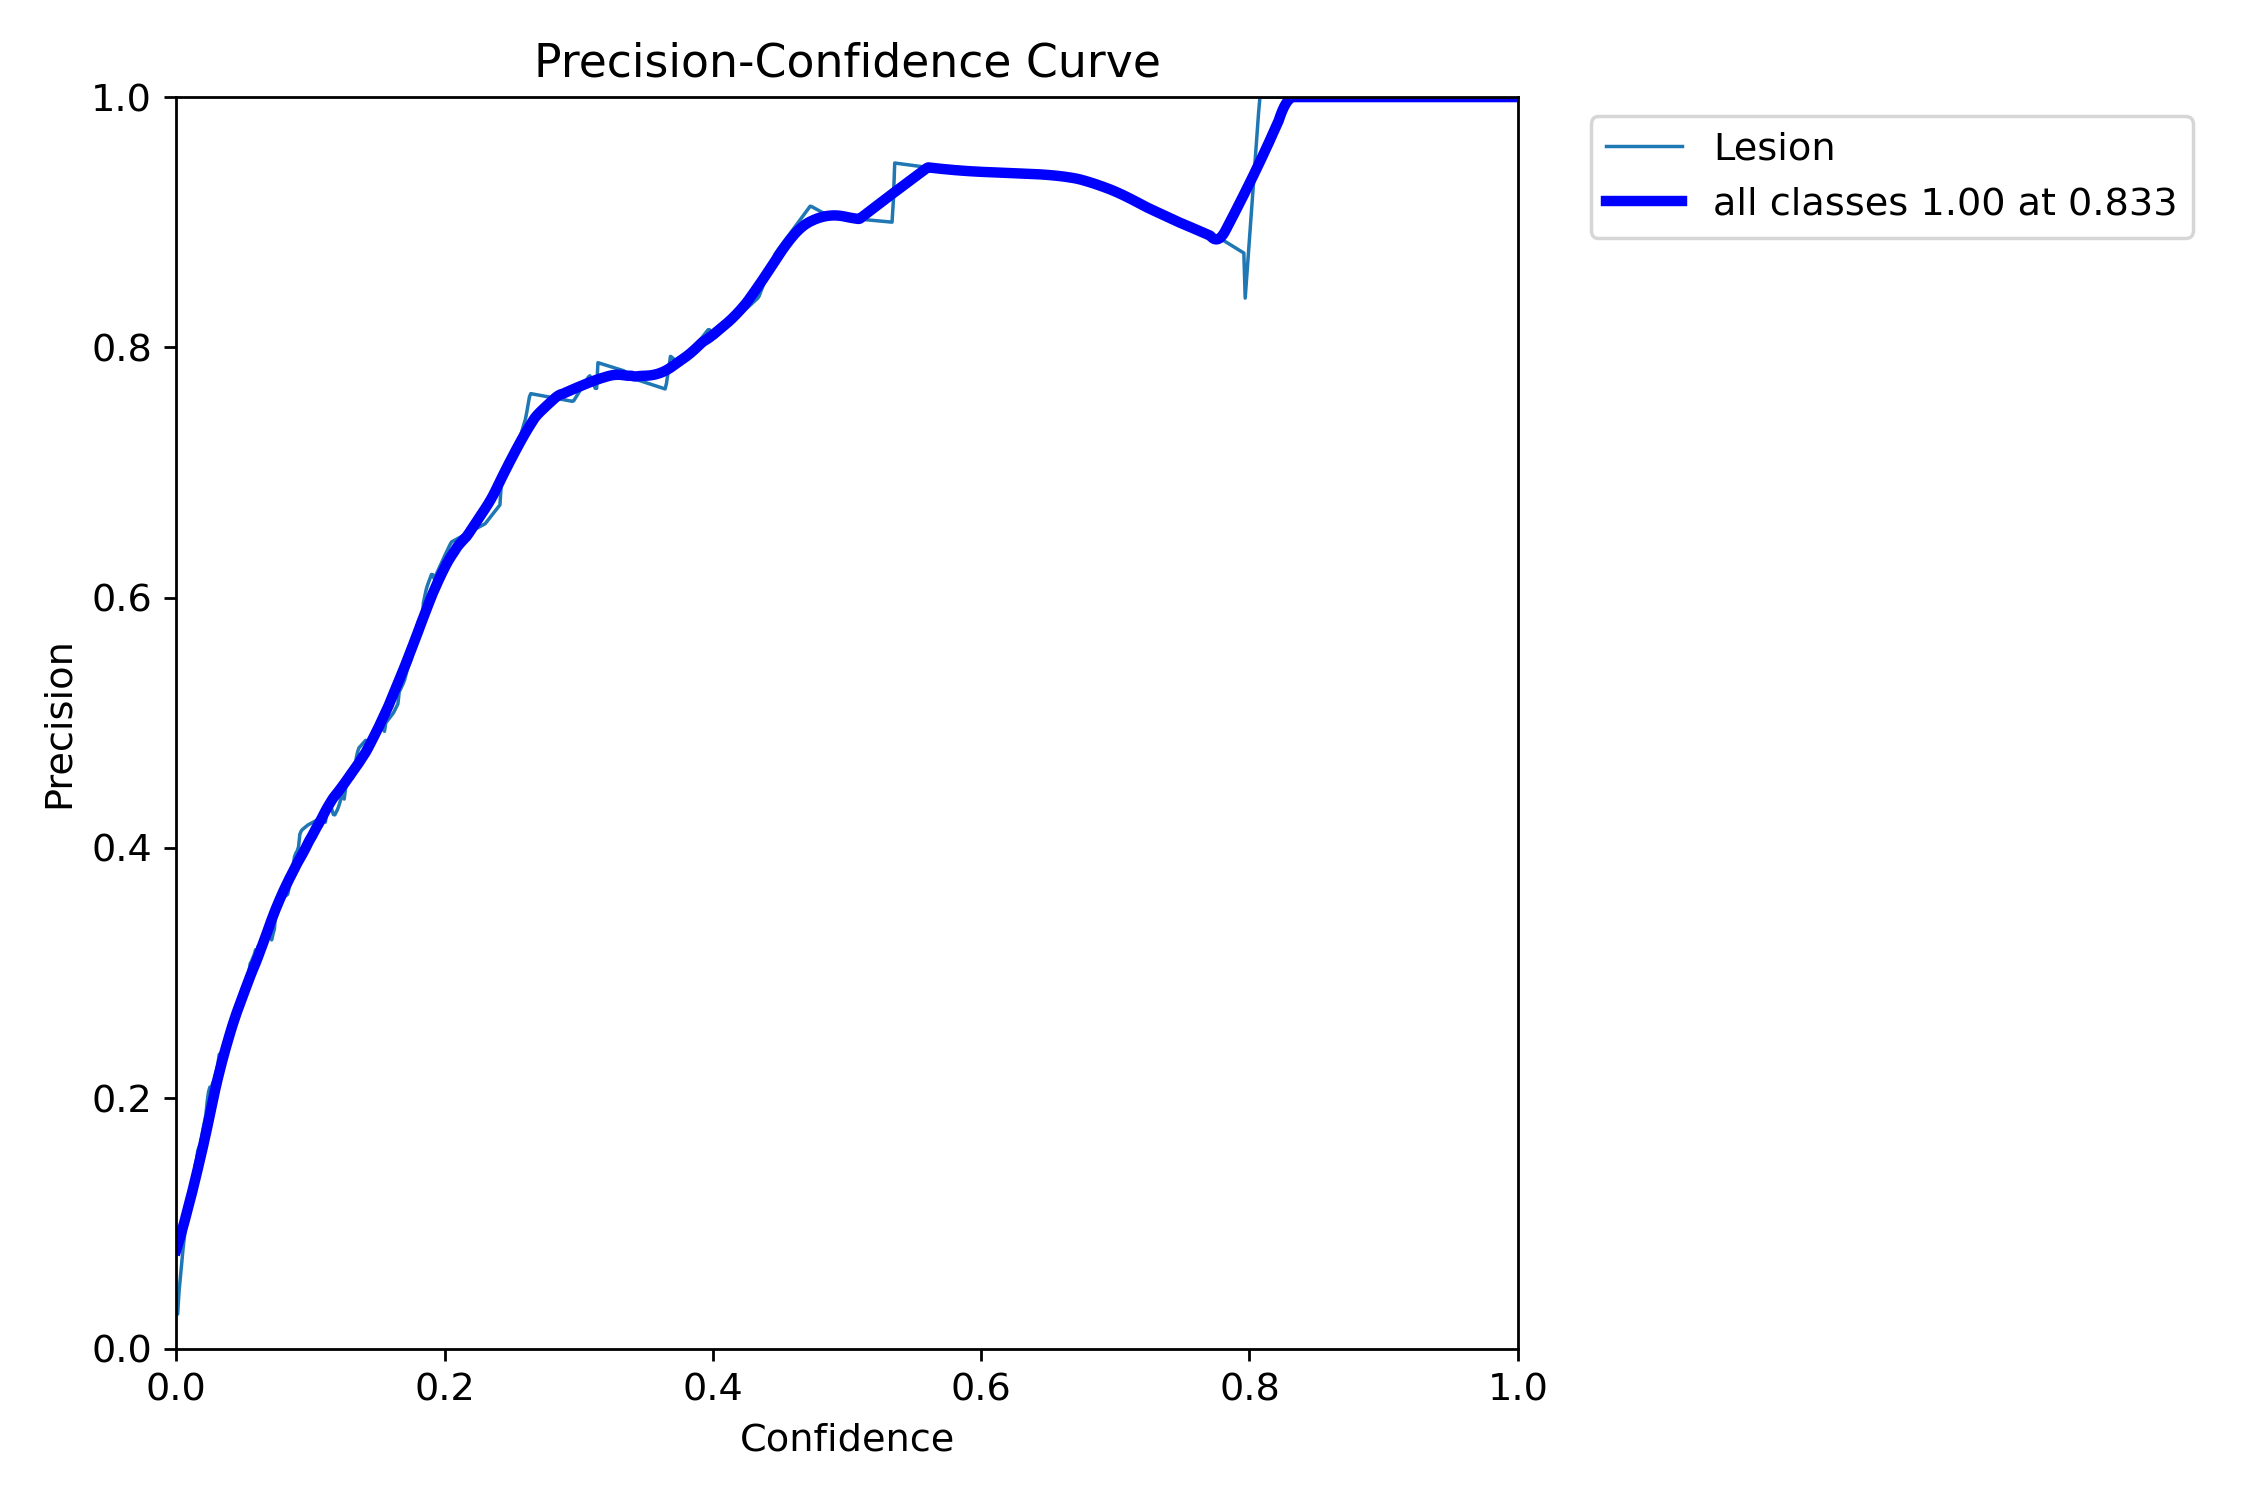 Precision-Confidence Curve
1.0
0.8
0.6
0.4
0.2
0.0
Precision
0.0 0.2 0.4 0.6 0.8 1.0
Confidence
Lesion
all classes 1.00 at 0.833